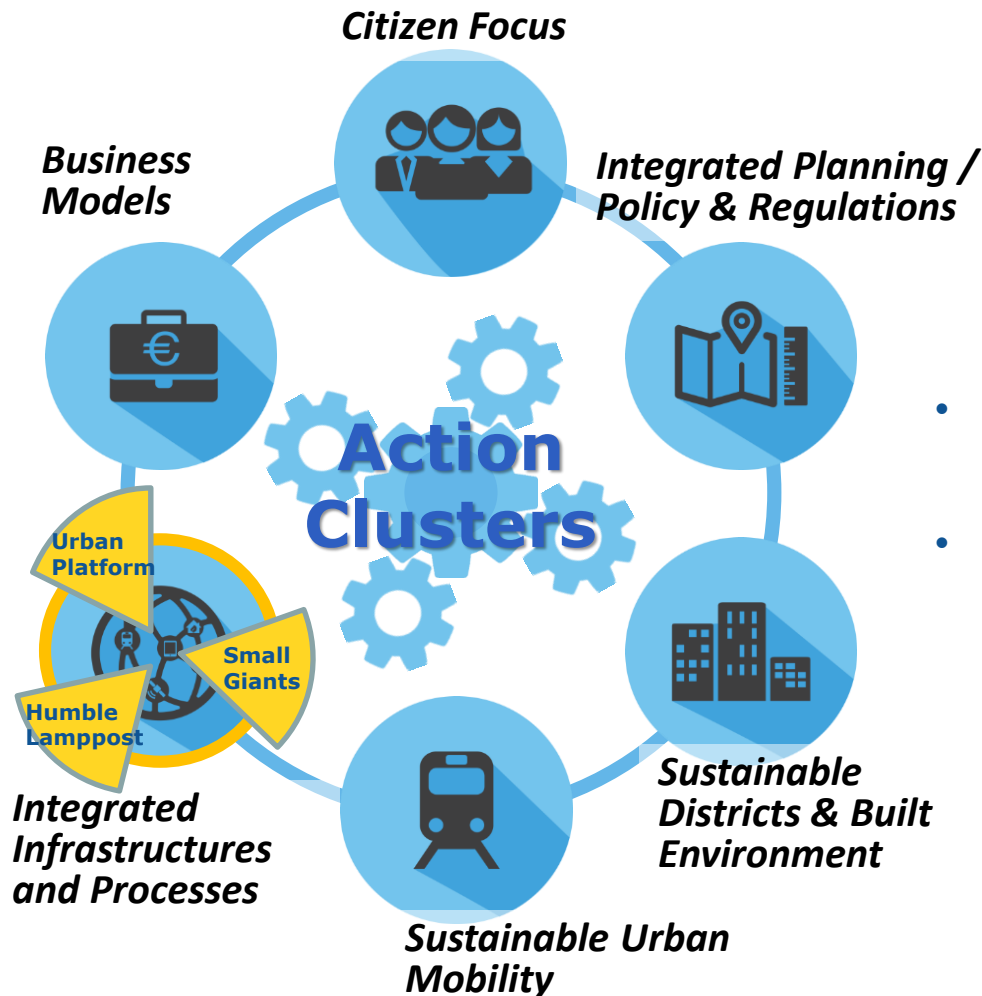 Citizen Focus
Business
Models
Integrated Planning /
Policy & Regulations
€
•
Action
Clusters
•
Urban
Platform
Small
Giants
Humble
Lamppost
Integrated
Infrastructures
and Processes
Sustainable
Districts & Built
Environment
Sustainable Urban
Mobility